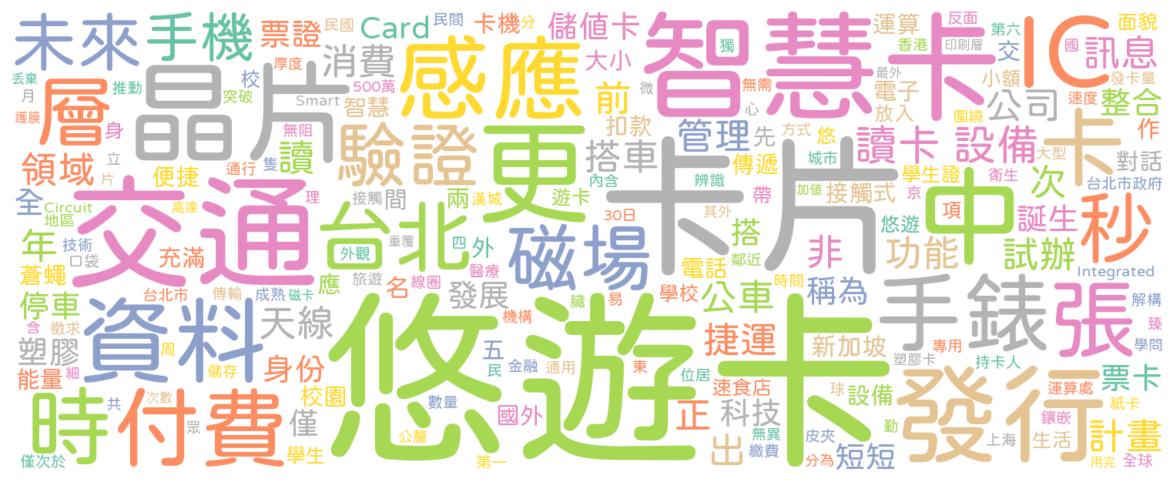 未來
手機
票證
Card
民間
卡機
分
儲值卡
智慧卡
獨
運算
香港
反面
印刷層
第六
交
IC
國
面貌
訊息
發卡量
民國
丟棄
月
推動
校
突破
厚度
消費
Smart
500萬
智慧
感應
大小
前
微
無需
心
最外
電子
放入
小額
公司
速度
整合
圍繞
護膜
層
晶片
身
無阻
讀
驗證
扣款
更
搭車
管理
先
傳遞
悠
方式
城市
讀卡
設備
卡
大型
作
對話
領域
立
片
通行
隻
便捷
理
接觸
間
兩
漢城
遊卡
內含
辨識
帶
加值
接觸式
學生證
京
衛生
台北市政府
次
全
Circuit
地區
高達
交通
台北
四
外
30日
其外
卡片
悠遊
項
中
誕生
秒
年
技術
口袋
充滿
外觀
重覆
磁場
非
搭
鄰近
功能
試辦
蒼蠅
台北市
傳輸
成熟
磁卡
旅遊
應
名
線圈
醫療
易
電話
學校
時間
公車
稱為
Integrated
停車
含
徵求
資料
天線
發展
臟
機構
捷運
手錶
張
解構
臻
塑膠
能量
細
周
儲存
身份
悠遊卡
五
民
金融
通用
東
位居
新加坡
塑膠卡
專用
持卡人
學問
票卡
時
共
次數
付費
眾
校園
僅
數量
國外
速食店
正
科技
球
設備
發行
運算處
紙卡
鑲嵌
計畫
僅次於
學生
公釐
第一
出
無異
繳費
皮夾
分為
勤
短短
上海
生活
用完
全球